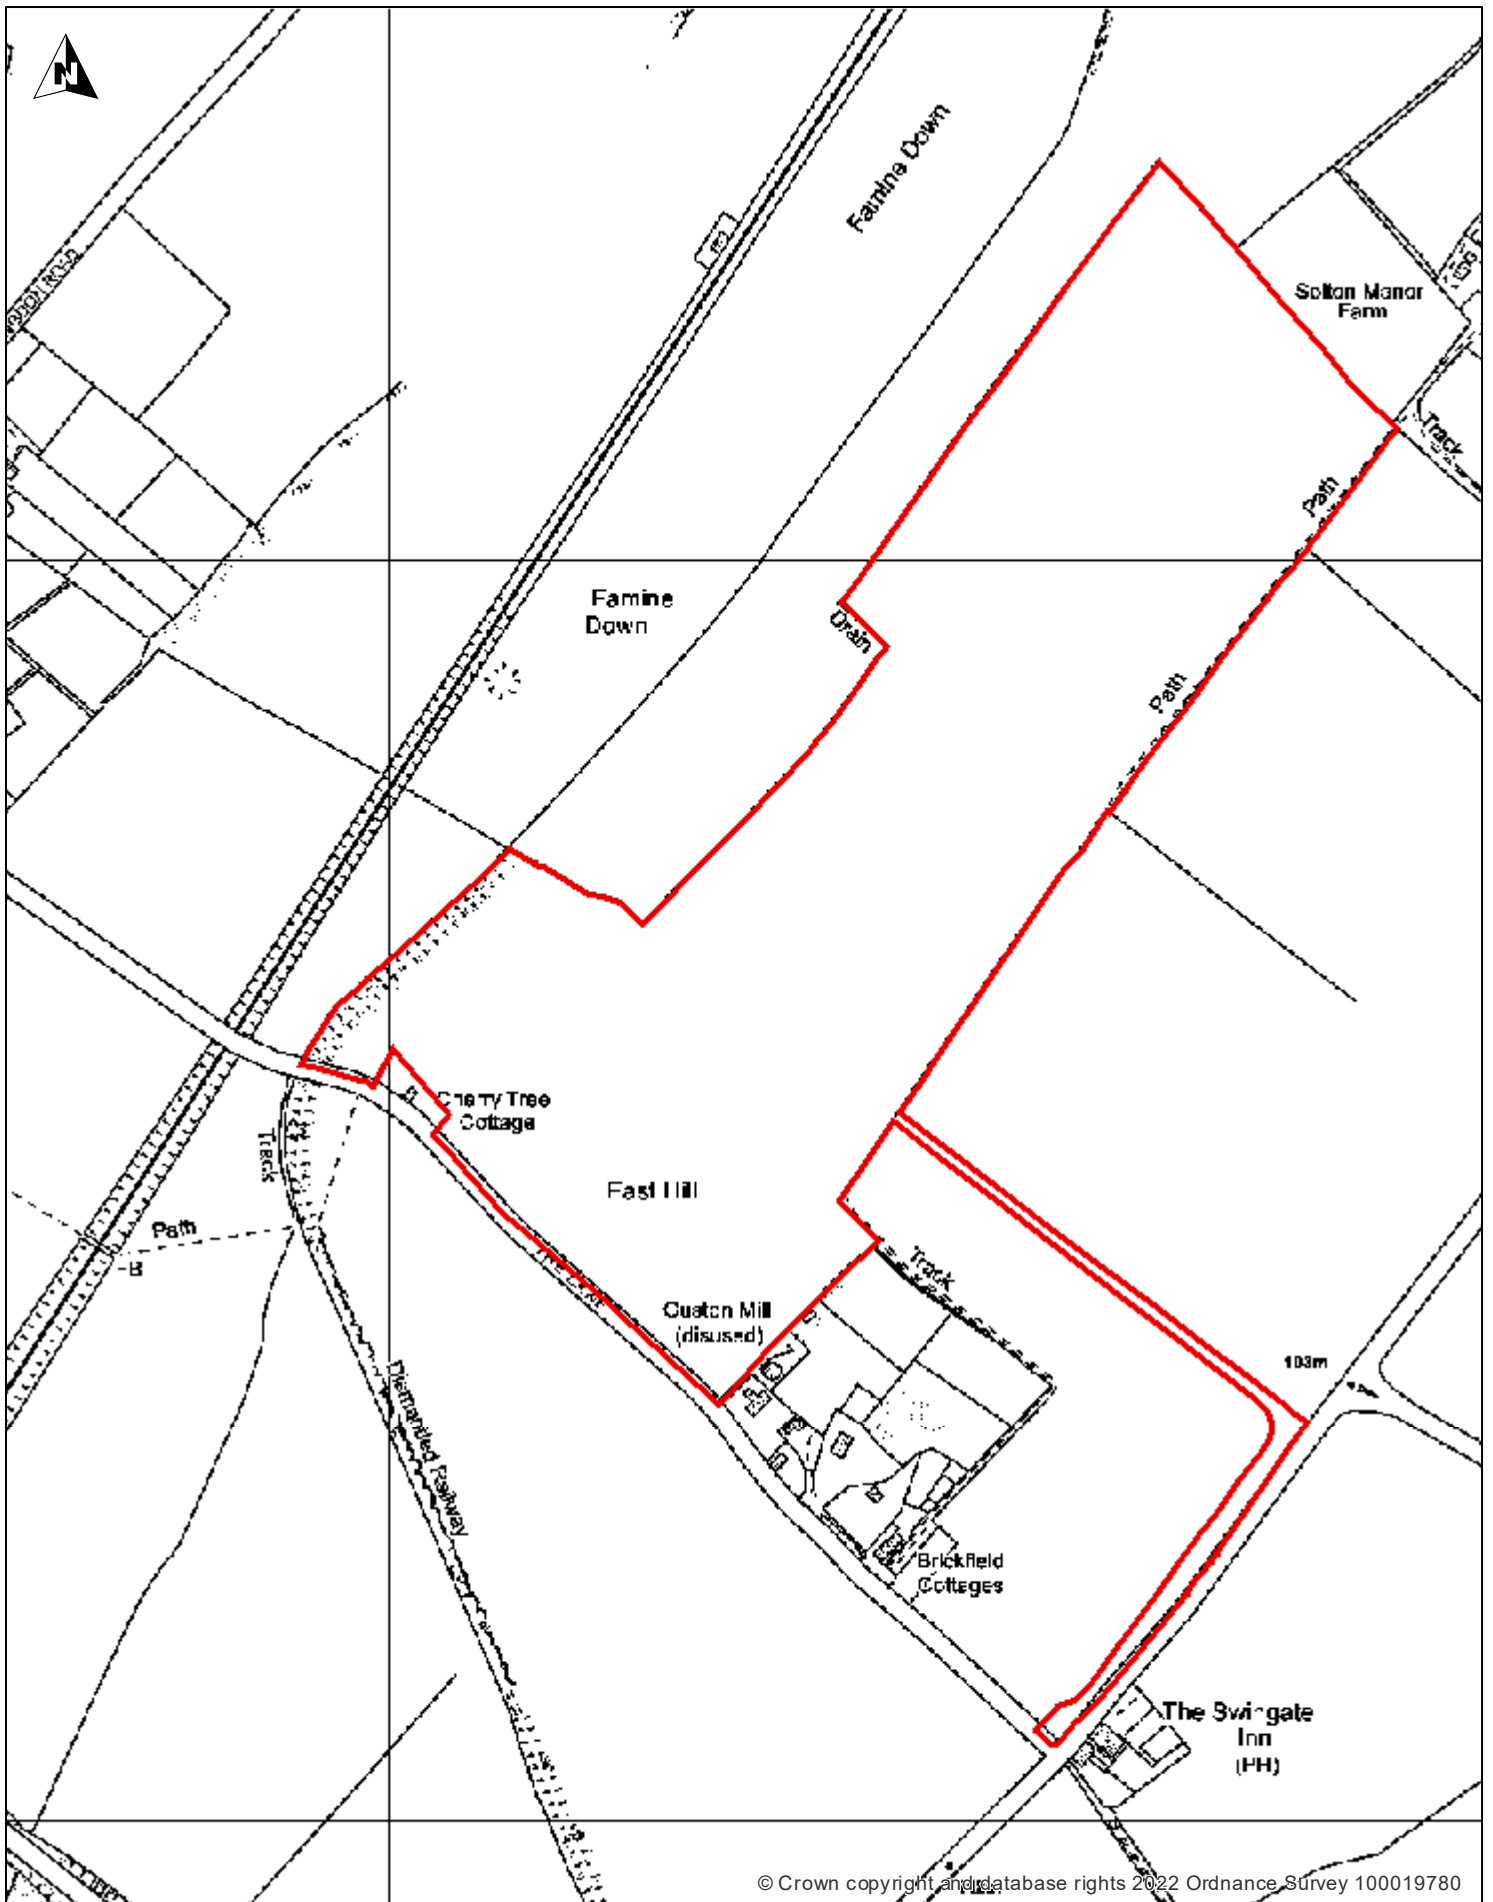 N
Famine Down
Solton Manor
Farm
Track
Path
Famine
Down
Drain
Path
Cherry Tree
Cottage
Track
East Hill
Path
Track
Guston Mill
(disused)
103m
Dismantled Railway
Brickfield
Cottages
The Swingate
Inn
(PH)
© Crown copyright and database rights 2022 Ordnance Survey 100019780